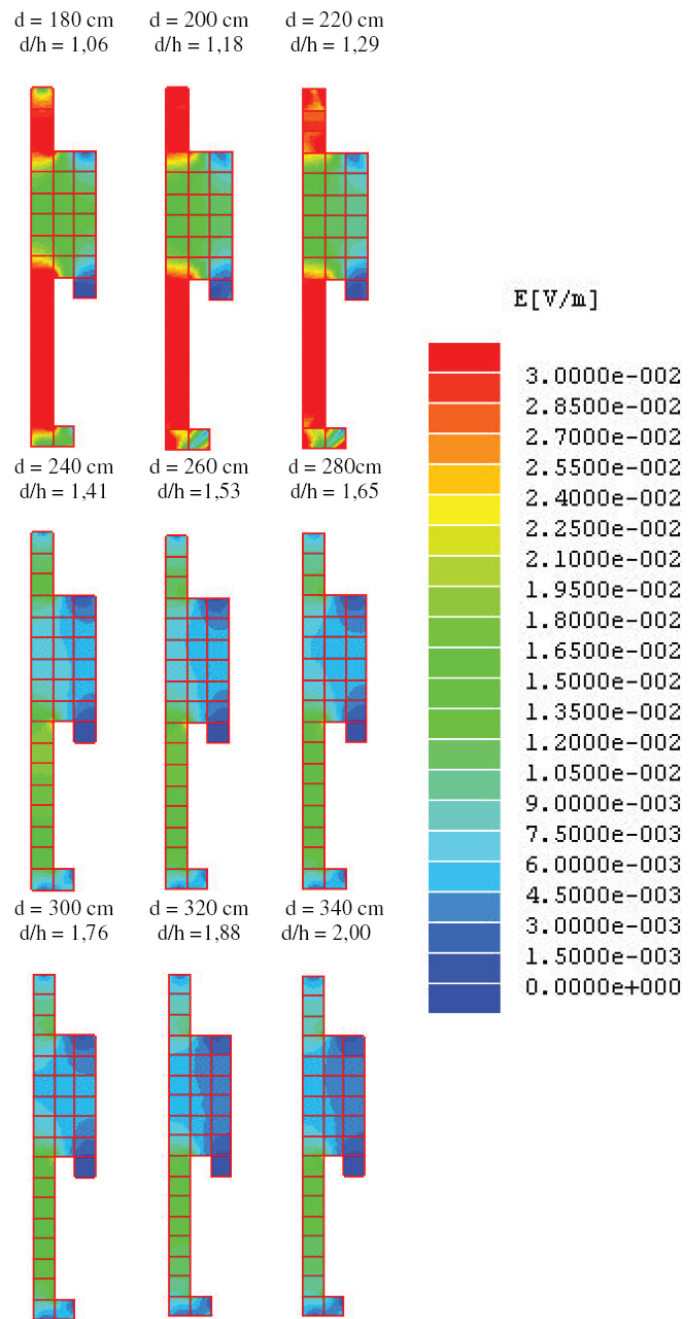 d = 180 cm d = 200 cm d = 220 cm
d/h = 1,06 d/h = 1,18 d/h = 1,29
E[V/m]
3.0000e-002
2.8500e-002
2.7000e-002
2.5500e-002
2.4000e-002
2.2500e-002
2.1000e-002
1.9500e-002
1.8000e-002
1.6500e-002
1.5000e-002
1.3500e-002
1.2000e-002
1.0500e-002
9.0000e-003
7.5000e-003
6.0000e-003
4.5000e-003
3.0000e-003
1.5000e-003
0.0000e+000
d = 240 cm d = 260 cm d = 280cm
d/h = 1,41 d/h =1,53 d/h = 1,65
d = 300 cm d = 320 cm d = 340 cm
d/h = 1,76 d/h =1,88 d/h = 2,00